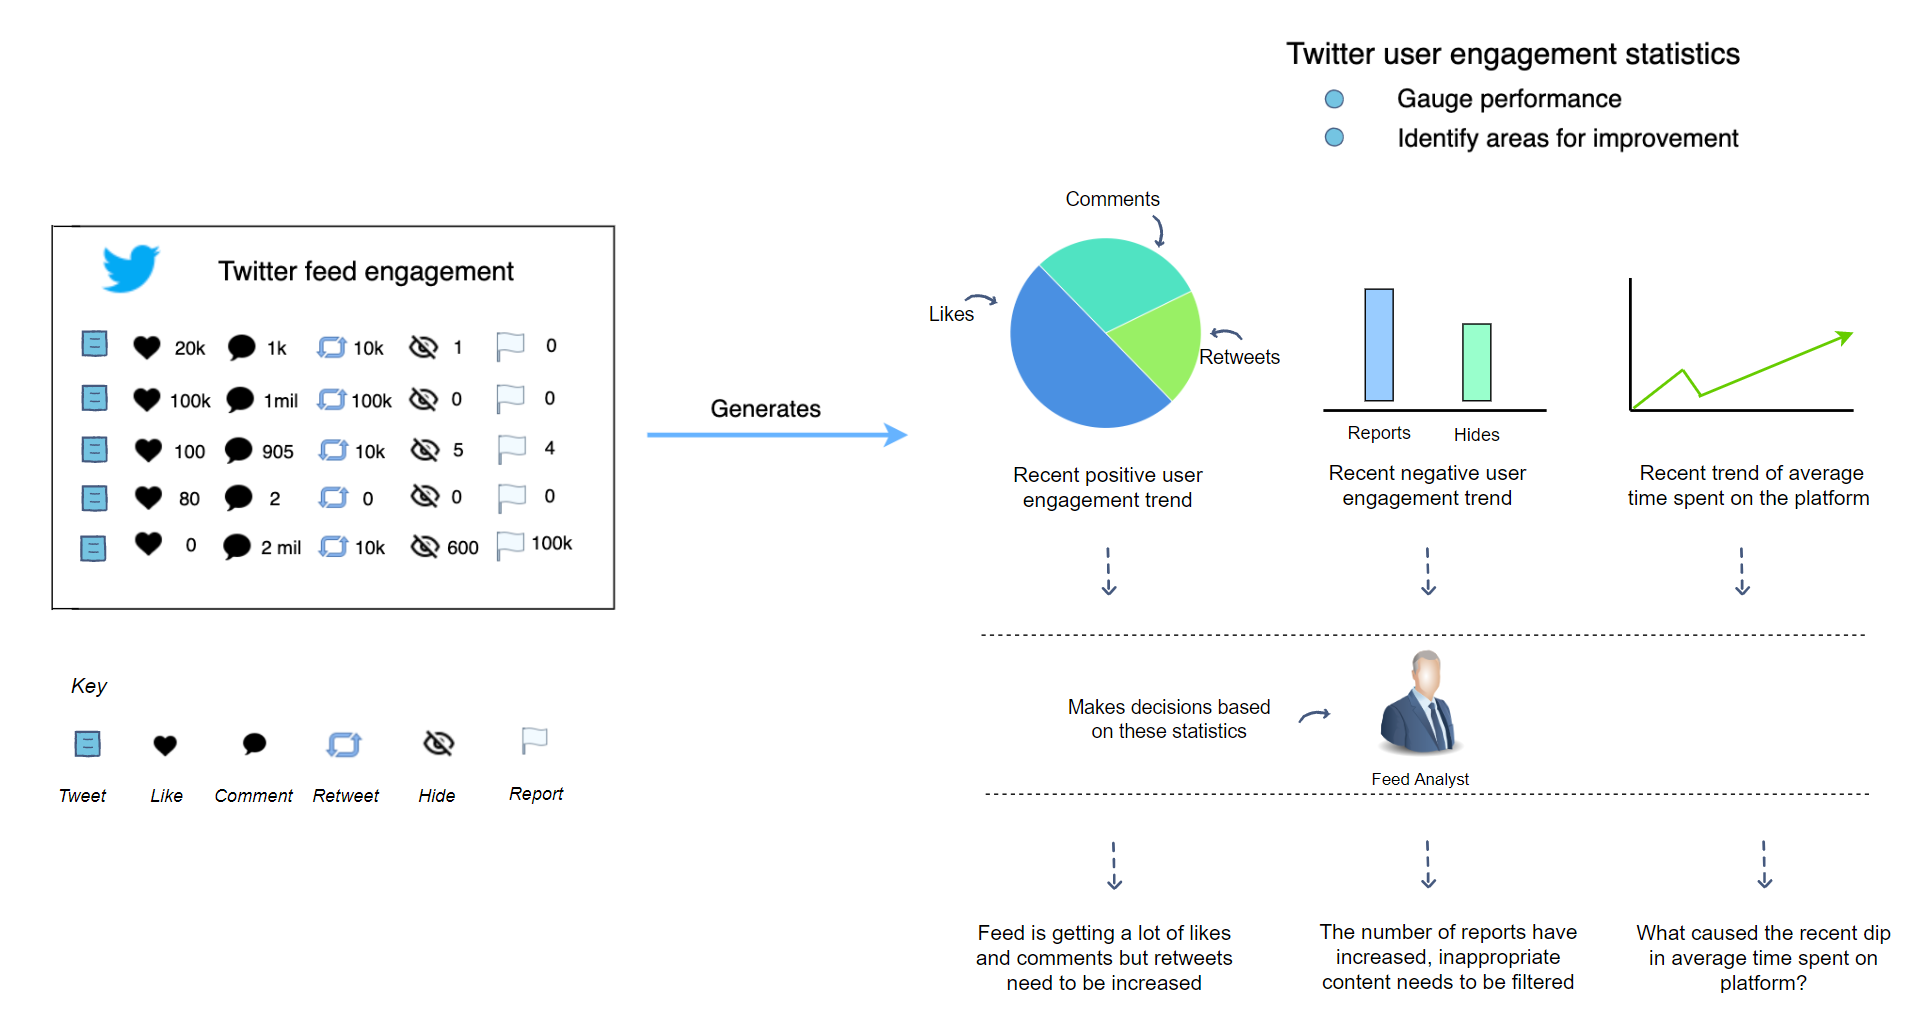 Twitter user engagement statistics
Gauge performance
Identify areas for improvement
Twitter feed engagement
20k 1k 10k 1 0
100k 1mil 100k 0 0
100 905 10k 5 4
80 2 0 0 0
0 2 mil 10k 600 100k
Key
Tweet Like Comment Retweet Hide Report
Generates
Comments
Likes
Retweets
Recent positive user
engagement trend
Reports Hides
Recent negative user
engagement trend
Recent trend of average
time spent on the platform
Makes decisions based
on these statistics
Feed Analyst
Feed is getting a lot of likes
and comments but retweets
need to be increased
The number of reports have
increased, inappropriate
content needs to be filtered
What caused the recent dip
in average time spent on
platform?